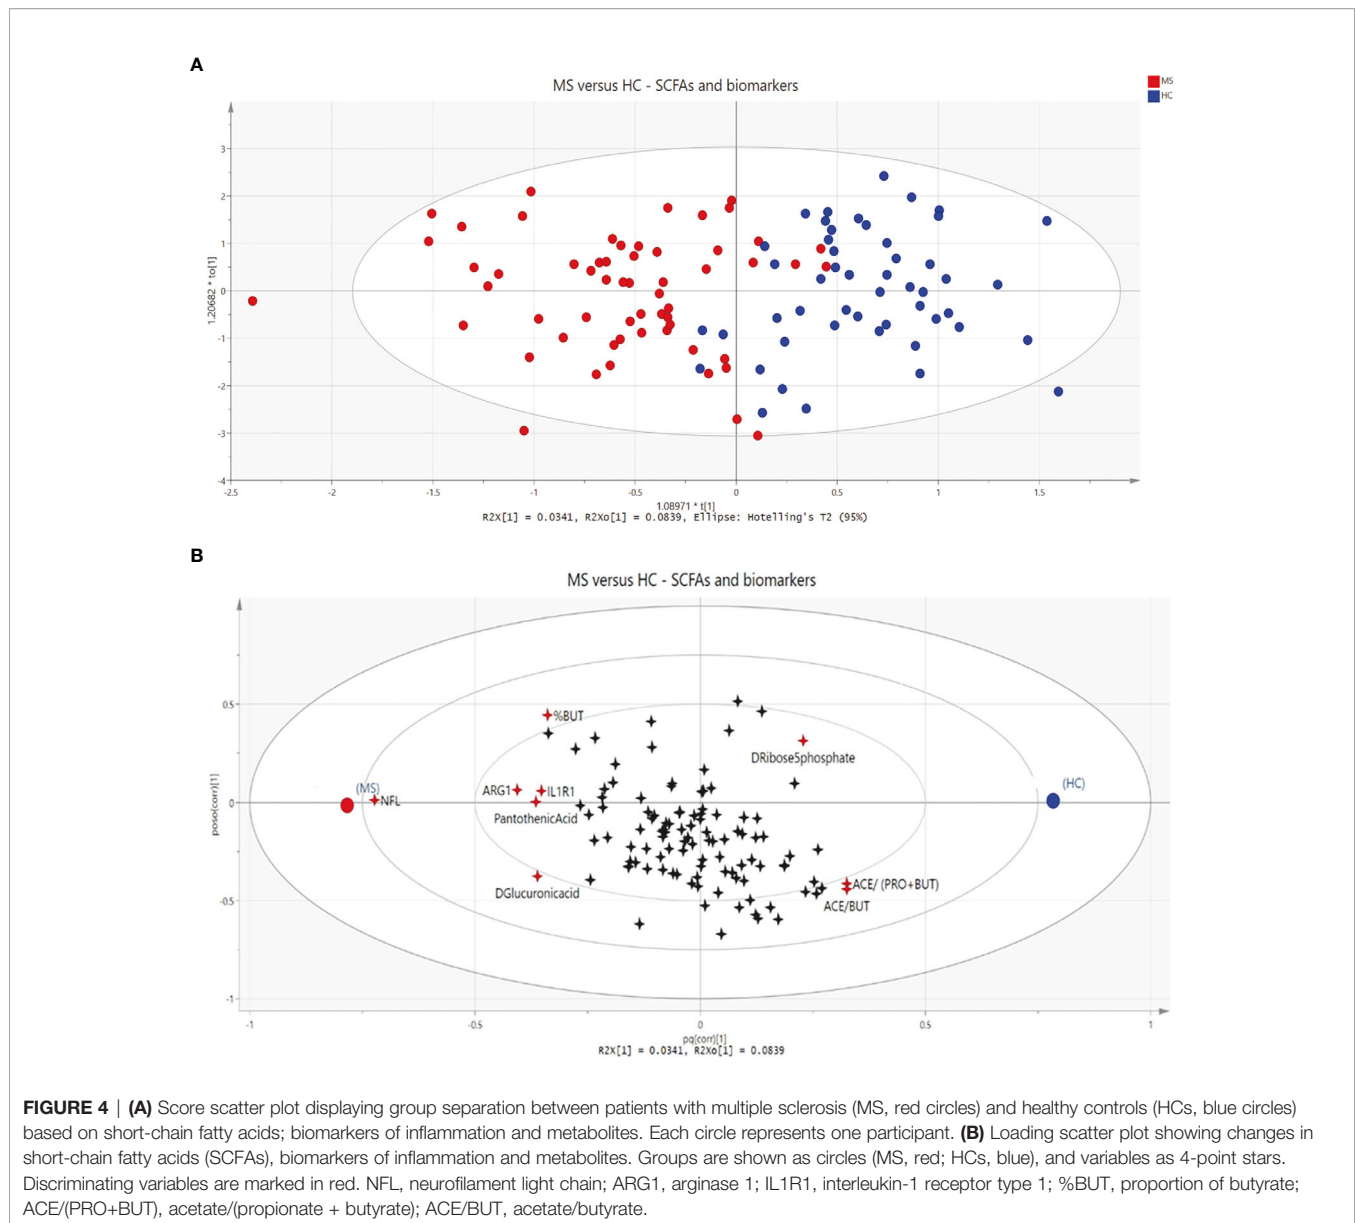 A
MS versus HC - SCFAs and biomarkers
MS
HC
3
2
1
0
-1
-2
-3
-4
1.20682 * to[1]
-2.5 -2 -1.5 -1 -0.5 0 0.5 1 1.5
1.08971 * t[1]
R2X[1] = 0.0341, R2Xo[1] = 0.0839, Ellipse: Hotelling's T2 (95%)
B
MS versus HC - SCFAs and biomarkers
0.5
0
-0.5
-1
poso(corr)[1]
%BUT
DRibose5phosphate
(MS)
(HC)
NFL
ARG1
IL1R1
PantothenicAcid
DGlucuronicacid
ACE/ (PRO+BUT)
ACE/BUT
-1 -0.5 0 0.5 1
pq(corr)[1]
R2X[1] = 0.0341, R2Xo[1] = 0.0839
FIGURE 4 | (A) Score scatter plot displaying group separation between patients with multiple sclerosis (MS, red circles) and healthy controls (HCs, blue circles)
based on short-chain fatty acids; biomarkers of inflammation and metabolites. Each circle represents one participant. (B) Loading scatter plot showing changes in
short-chain fatty acids (SCFAs), biomarkers of inflammation and metabolites. Groups are shown as circles (MS, red; HCs, blue), and variables as 4-point stars.
Discriminating variables are marked in red. NFL, neurofilament light chain; ARG1, arginase 1; IL1R1, interleukin-1 receptor type 1; %BUT, proportion of butyrate;
ACE/(PRO+BUT), acetate/(propionate + butyrate); ACE/BUT, acetate/butyrate.